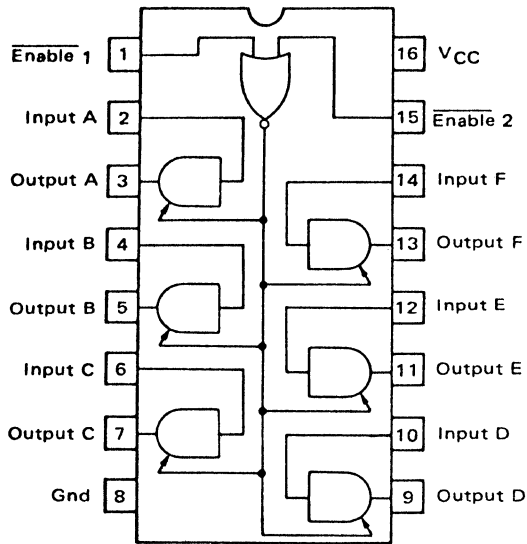 Enable 1 1
Input A 2
Output A 3
Input B 4
Output B 5
Input C 6
Output C 7
Gnd 8
16 VCC
15 Enable 2
14 Input F
13 Output F
12 Input E
11 Output E
10 Input D
9 Output D